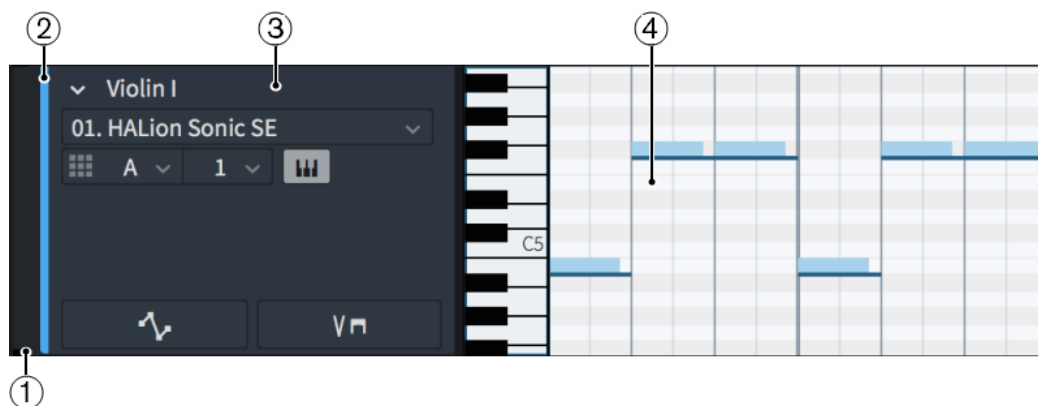 ② ③ ④
Violin I
01. HALion Sonic SE
A 1
C5
V
①